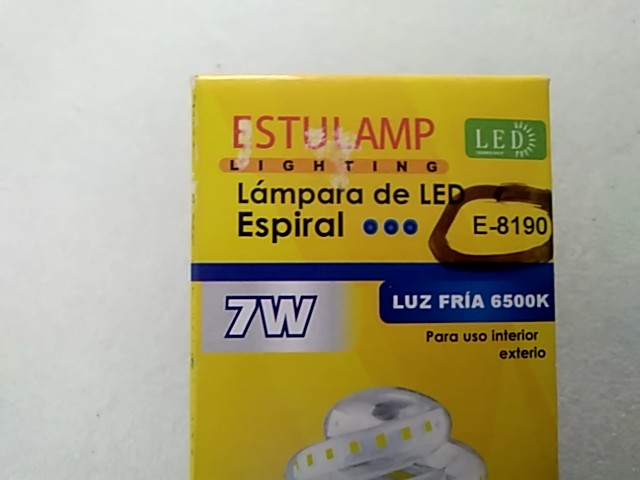 ESTULAMP
LIGHTING
LED
Lámpara de LED
Espiral
E-8190
7W
LUZ FRÍA 6500K
Para uso interior
exterio